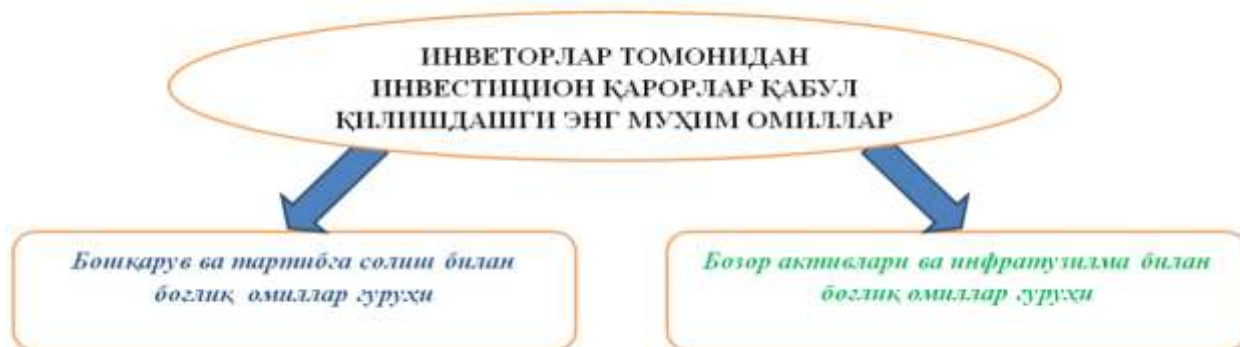 ИНВЕТОРЛАР ТОМОНИДАН
ИНВЕСТИЦИОН ҚАРОРЛАР ҚАБУЛ
ҚИЛИШДАШГИ ЭНГ МУҲИМ ОМИЛЛАР
Бошқарув ва тартибга солиш билан
боғлиқ омиллар гуруҳи
Бозор активлари ва инфратузилма билан
боғлиқ омиллар гуруҳи